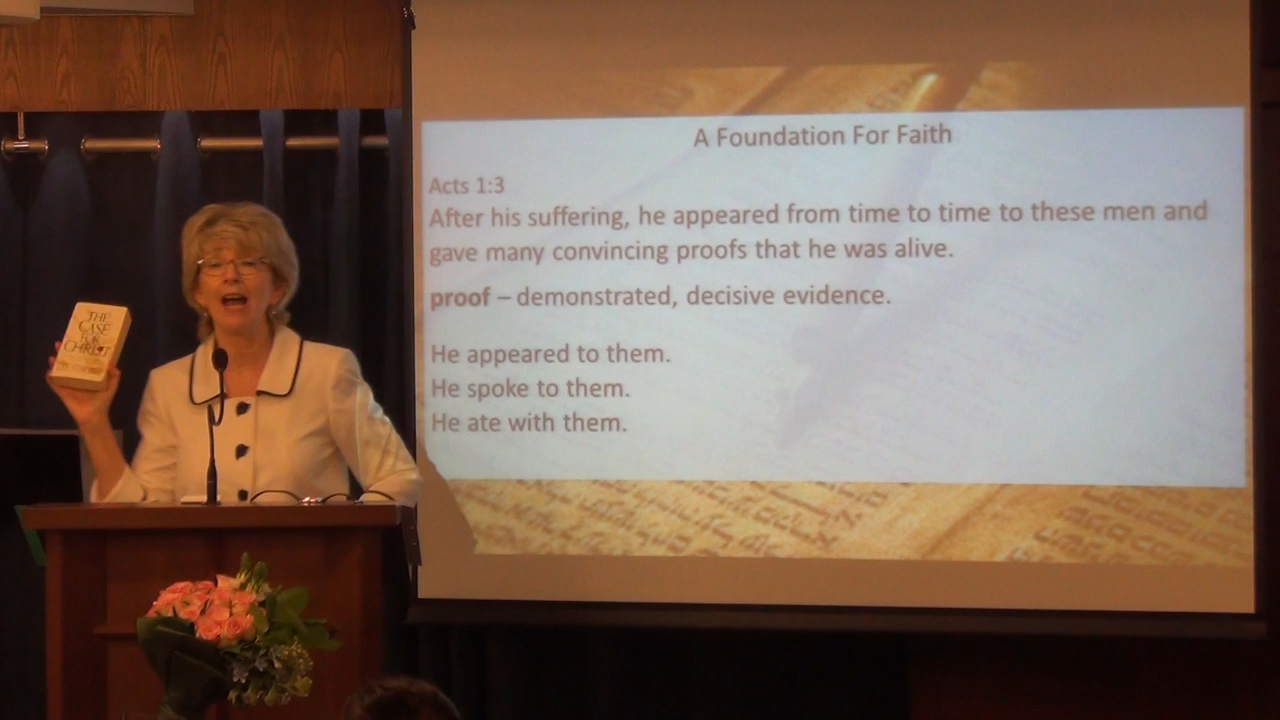 THE
CASE
FOR
CHRIST
A Foundation For Faith
Acts 1:3
After his suffering, he appeared from time to time to these men and
gave many convincing proofs that he was alive.
proof – demonstrated, decisive evidence.
He appeared to them.
He spoke to them.
He ate with them.